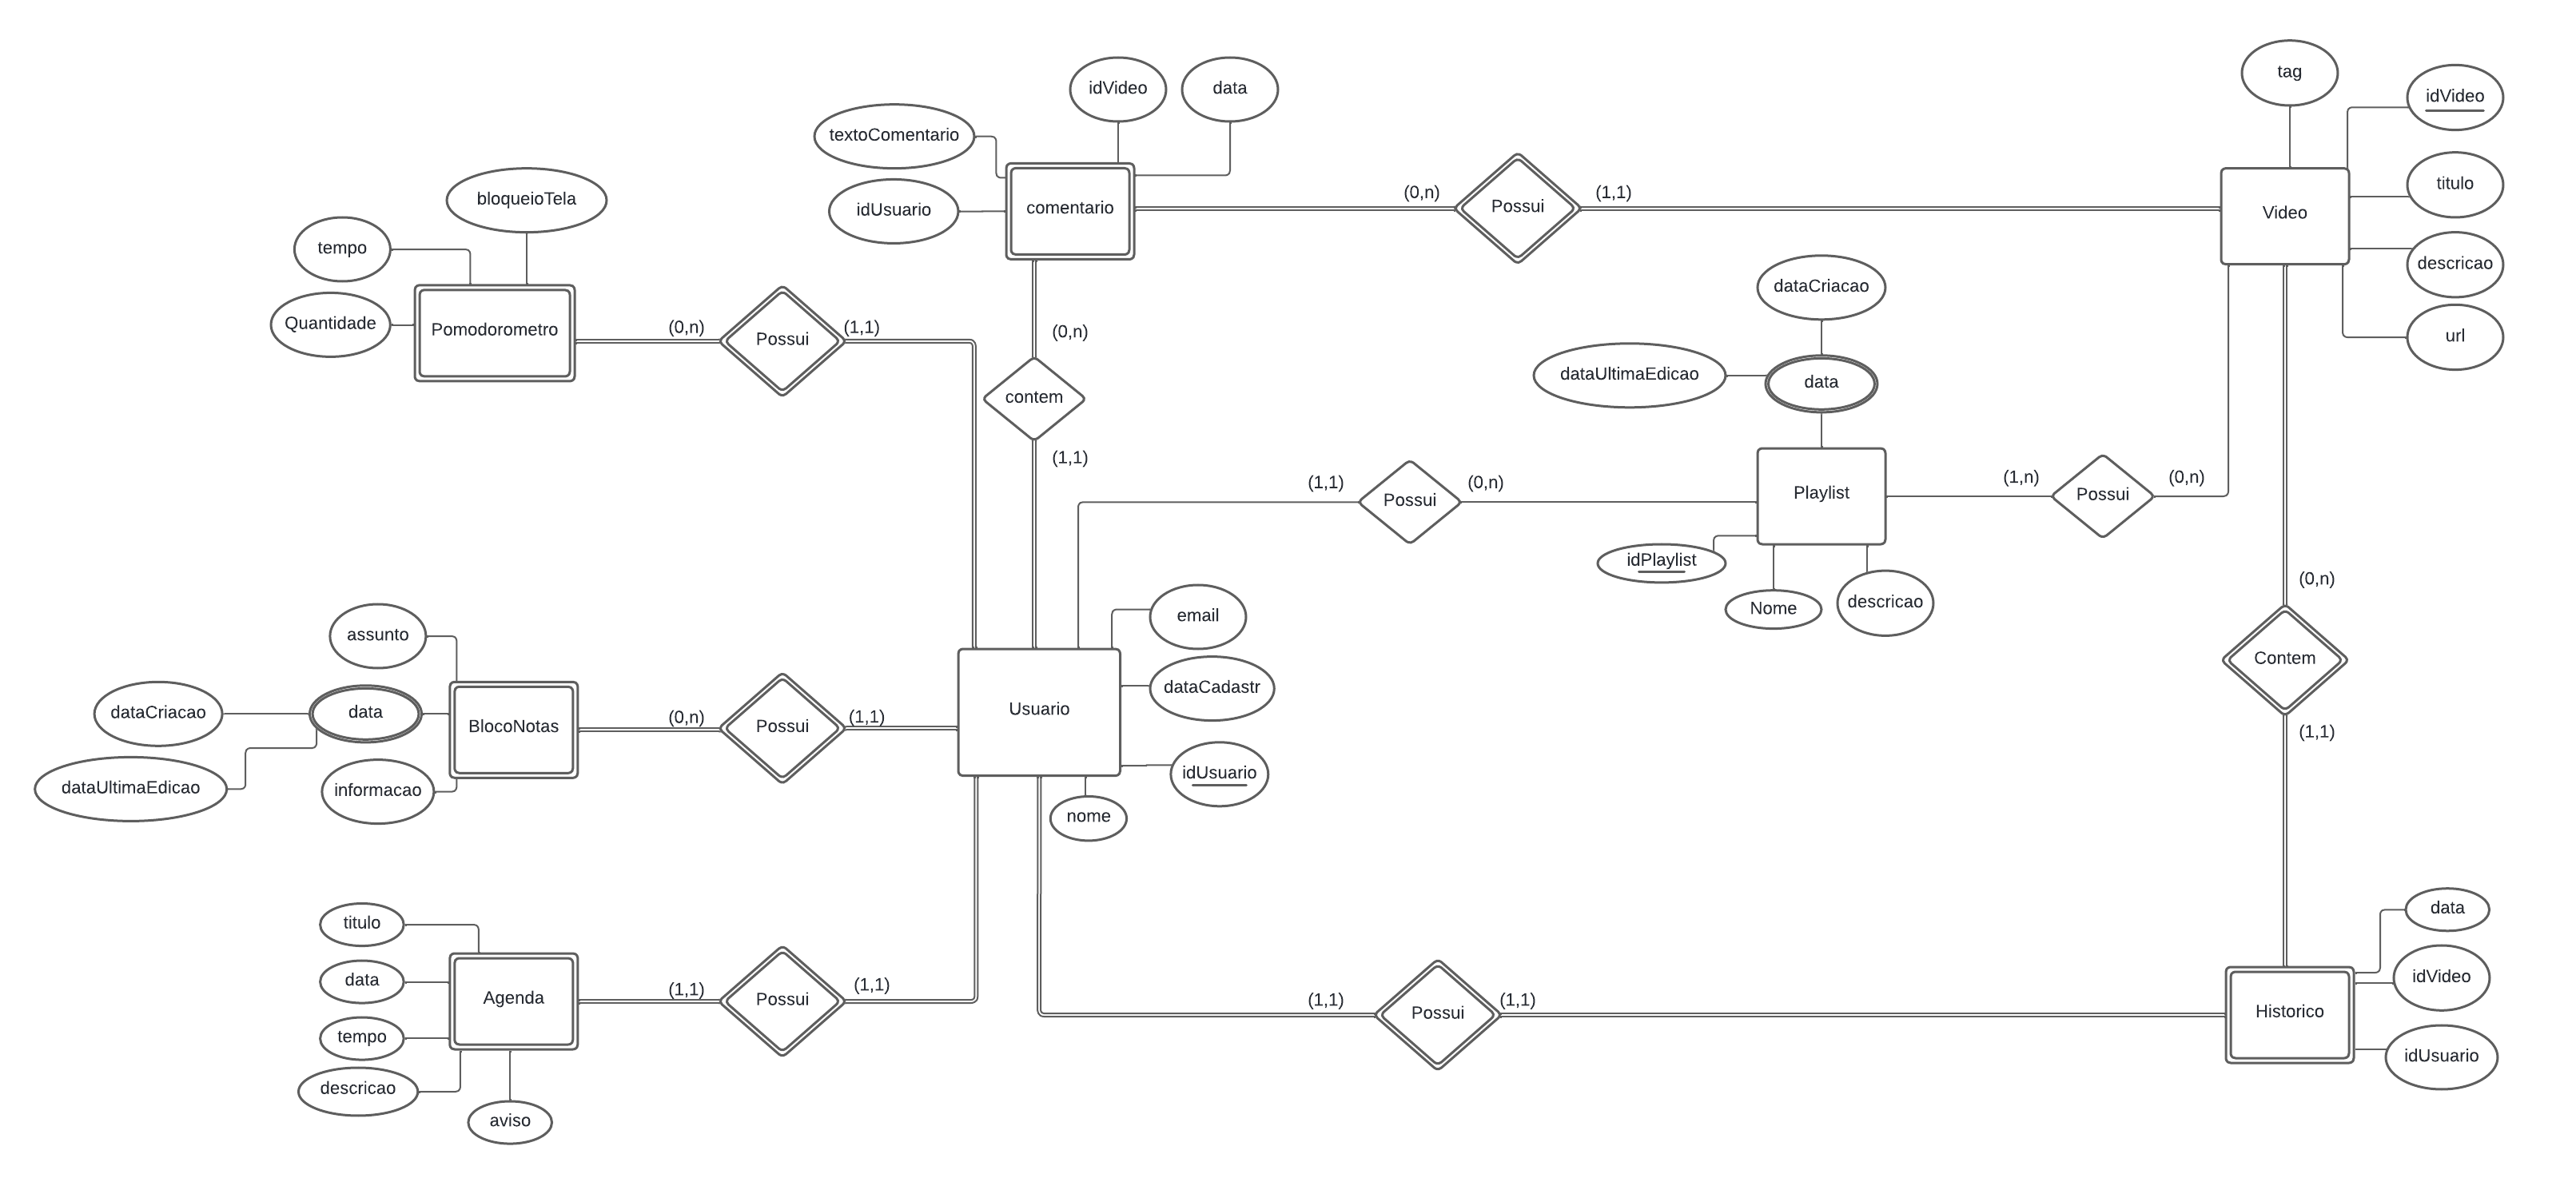 tag
idVideo
data
idVideo
textoComentario
titulo
bloqueioTela
(0,n)
Possui
(1,1)
comentario
idUsuario
Video
tempo
descricao
dataCriacao
Quantidade
Pomodorometro
(0,n)
Possui
(1,1)
(0,n)
url
dataUltimaEdicao
data
contem
(1,1)
(1,1)
Possui
(0,n)
Playlist
(1,n)
Possui
(0,n)
idPlaylist
Nome
descricao
(0,n)
email
assunto
Contem
dataCadastr
dataCriacao
data
BlocoNotas
(0,n)
Possui
(1,1)
Usuario
(1,1)
idUsuario
dataUltimaEdicao
informacao
nome
titulo
data
data
Agenda
(1,1)
Possui
(1,1)
idVideo
(1,1)
Possui
(1,1)
Historico
tempo
idUsuario
descricao
aviso